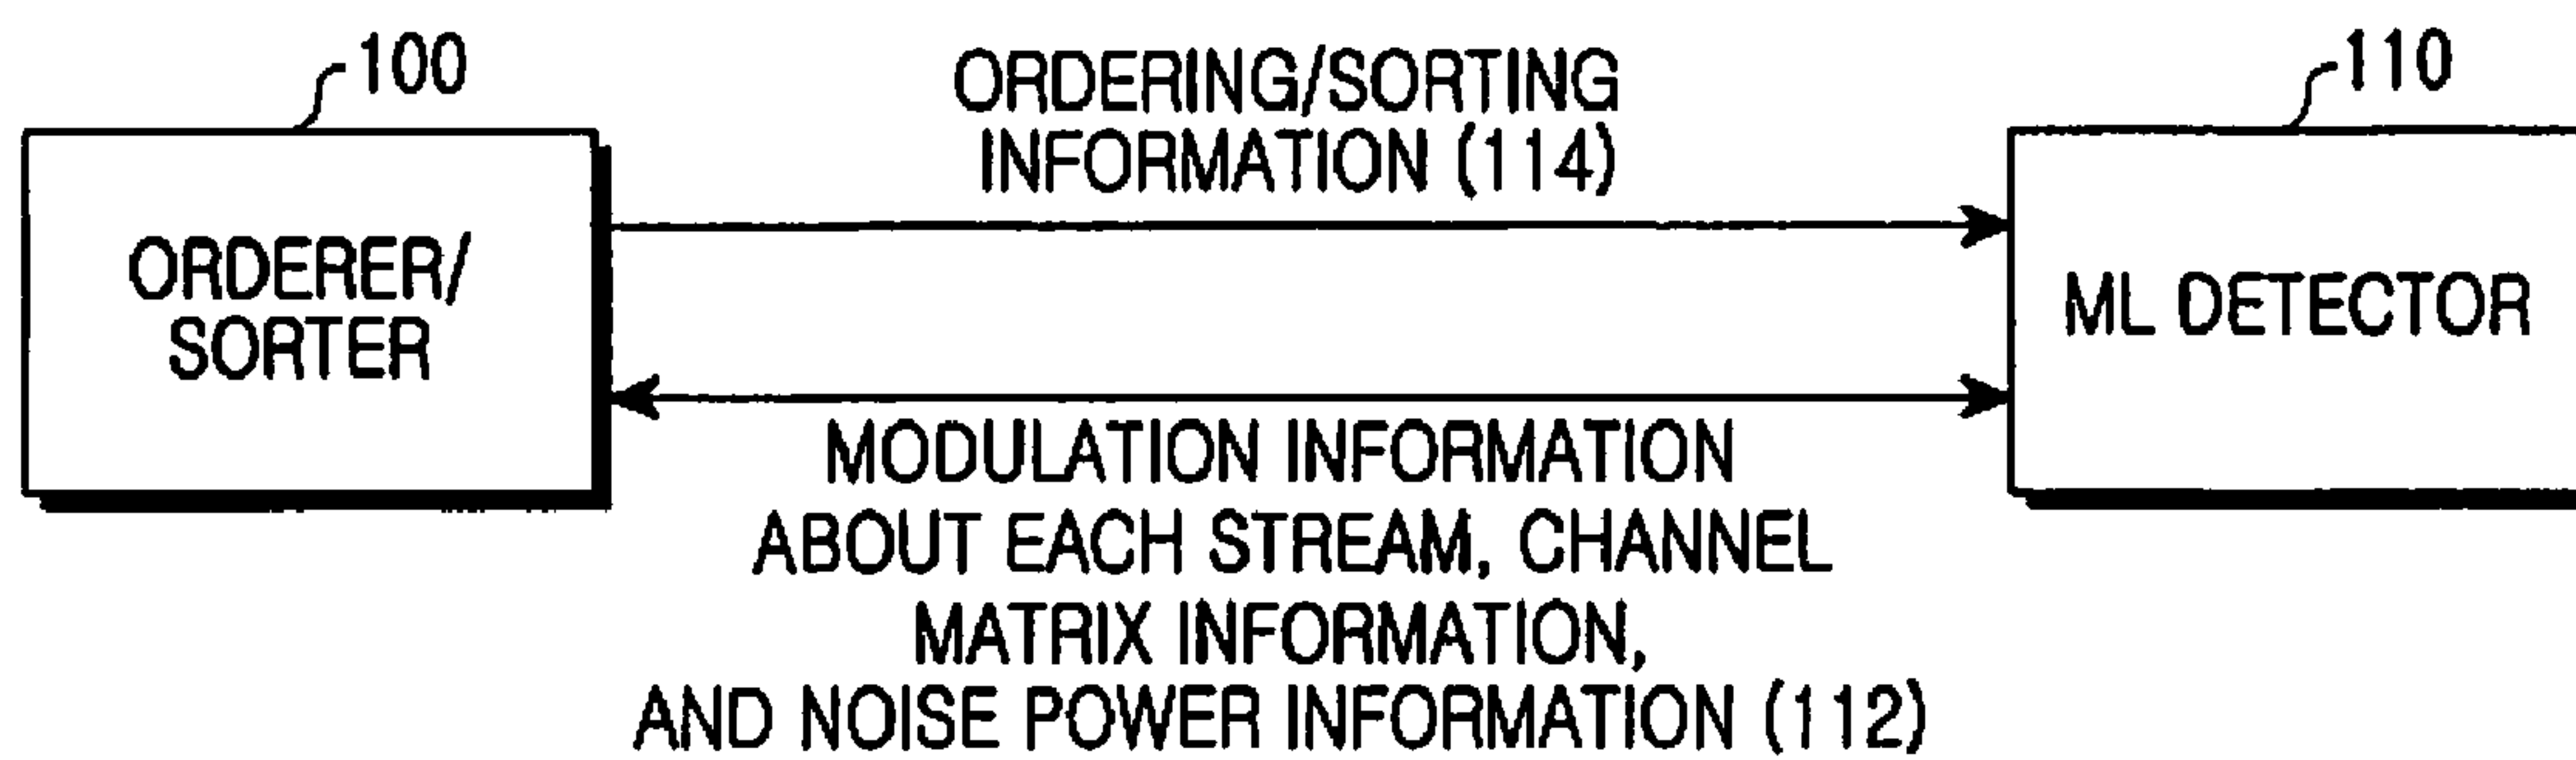 100
ORDERING/SORTING
INFORMATION (114)
110
ORDERER/
SORTER
ML DETECTOR
MODULATION INFORMATION
ABOUT EACH STREAM, CHANNEL
MATRIX INFORMATION,
AND NOISE POWER INFORMATION (112)